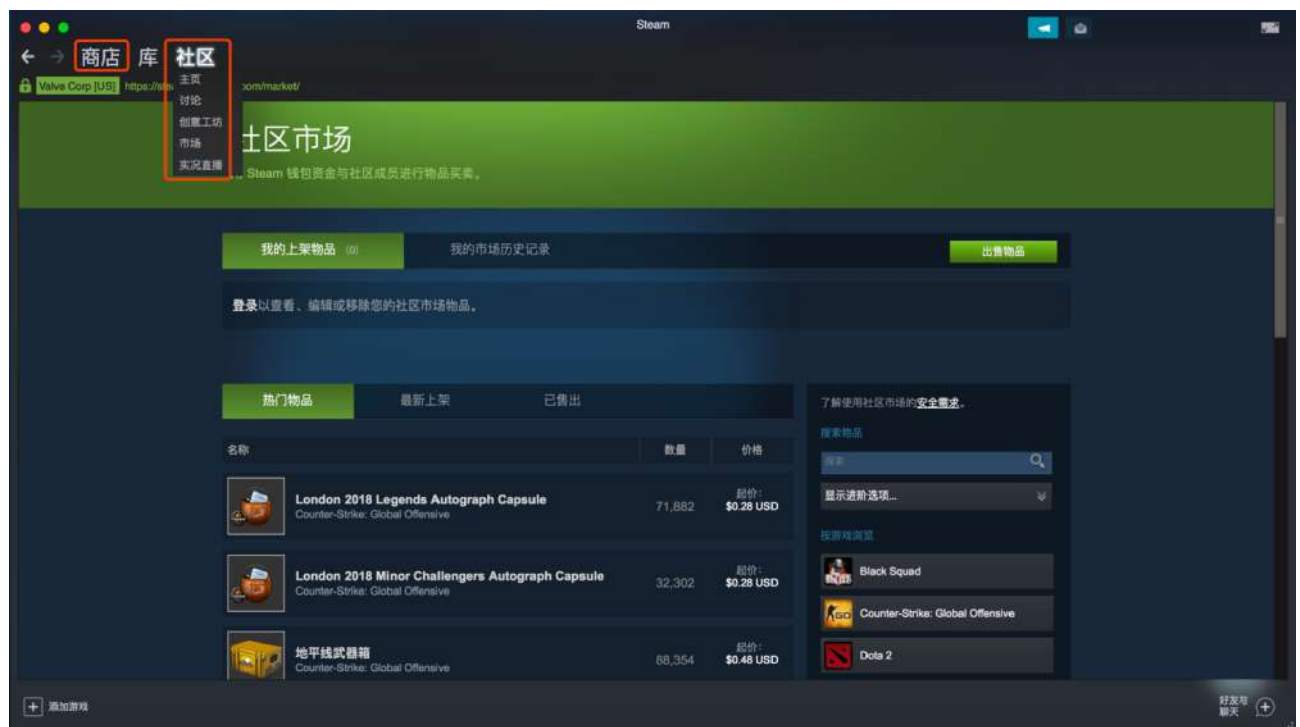 Steam
商店 库 社区
Valve Corp [US] https://stea com/market/
主页
讨论
创意工坊
市场
实况直播
社区市场
Steam 钱包资金与社区成员进行物品买卖。
我的上架物品 (0) 我的市场历史记录 出售物品
登录以查看、编辑或移除您的社区市场物品。
热门物品 最新上架 已售出
了解使用社区市场的安全需求。
搜索物品
名称 数量 价格
搜索
London 2018 Legends Autograph Capsule
Counter-Strike: Global Offensive
71,882
起价:
$0.28 USD
显示进阶选项...
按游戏浏览
London 2018 Minor Challengers Autograph Capsule
Counter-Strike: Global Offensive
32,302
起价:
$0.28 USD
Black Squad
Counter-Strike: Global Offensive
地平线武器箱
Counter-Strike: Global Offensive
88,354
起价:
$0.48 USD
Dota 2
添加游戏
好友与
聊天